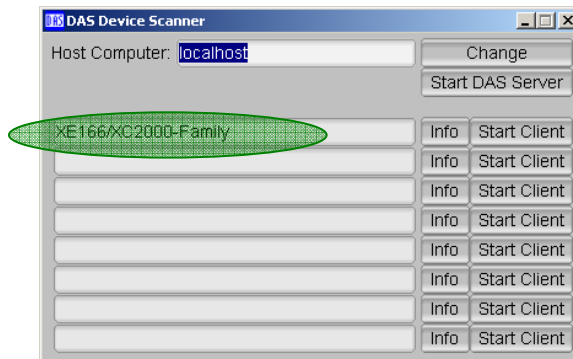 DAS DAS Device Scanner
Host Computer: localhost Change
Start DAS Server
XE166/XC2000-Family Info Start Client
Info Start Client
Info Start Client
Info Start Client
Info Start Client
Info Start Client
Info Start Client
Info Start Client